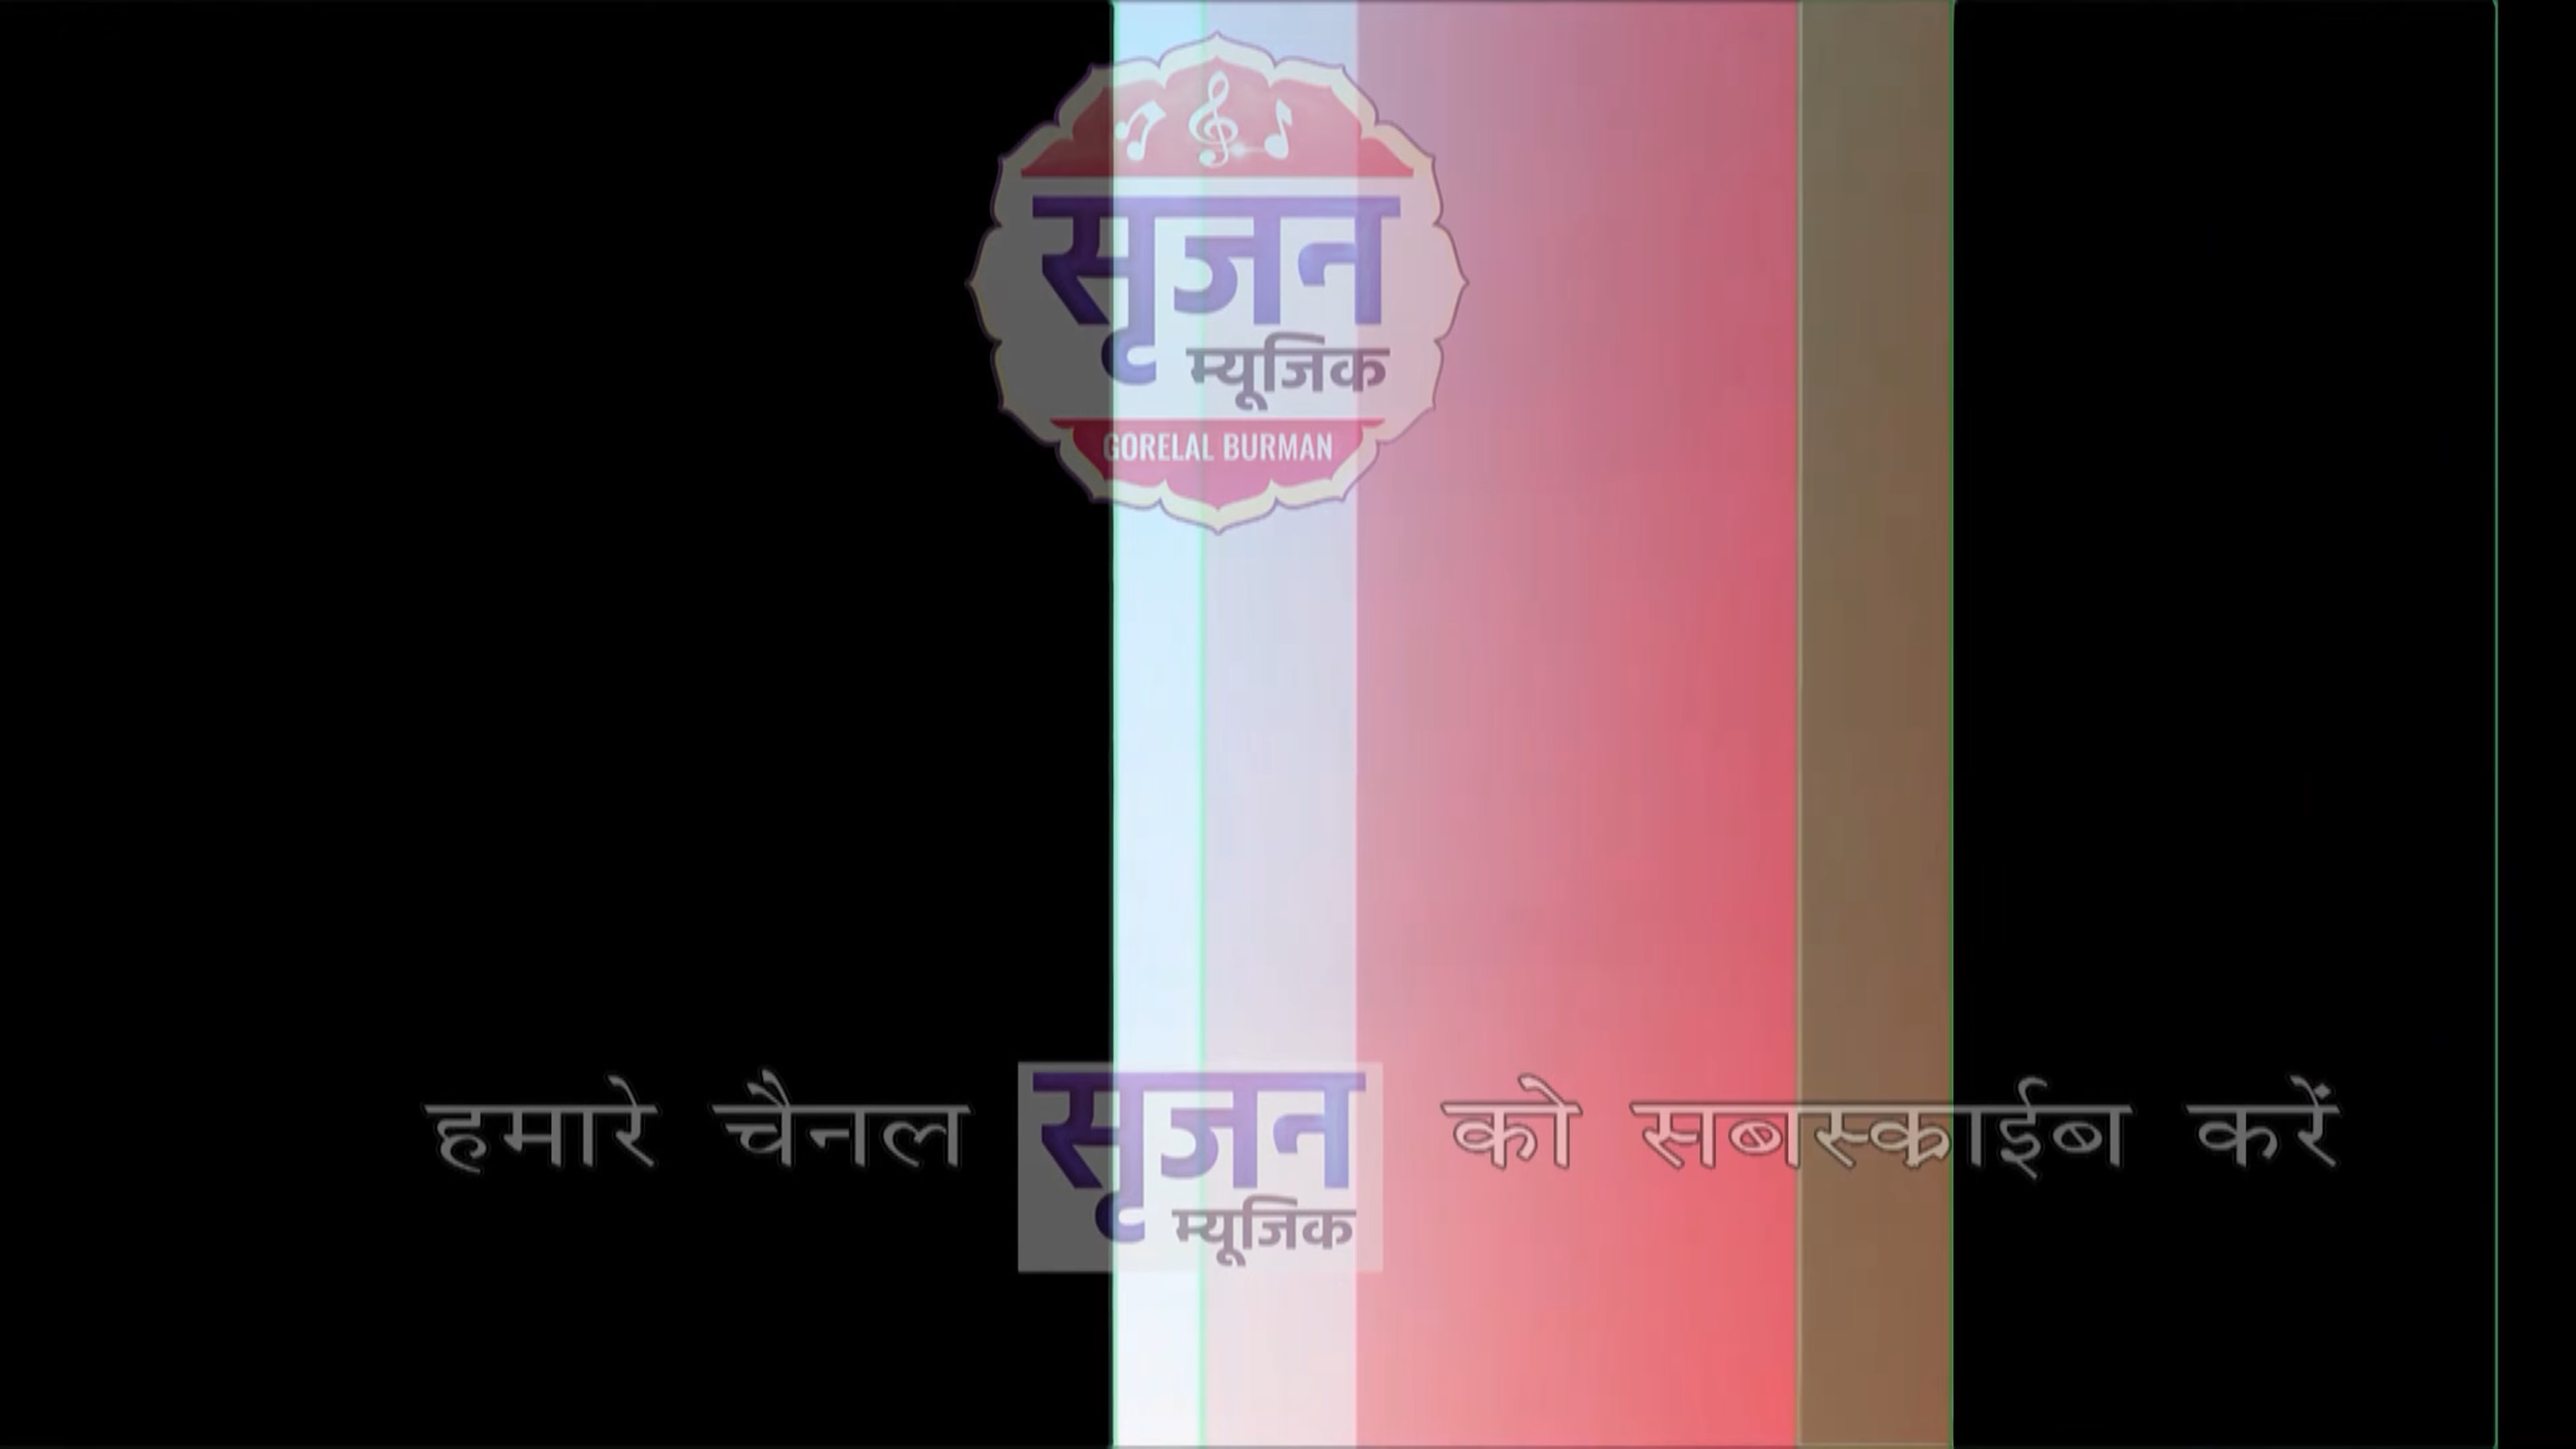 सृजन
म्यूजिक
GORELAL BURMAN
हमारे चैनल सृजन म्यूजिक को सबस्क्राईब करें